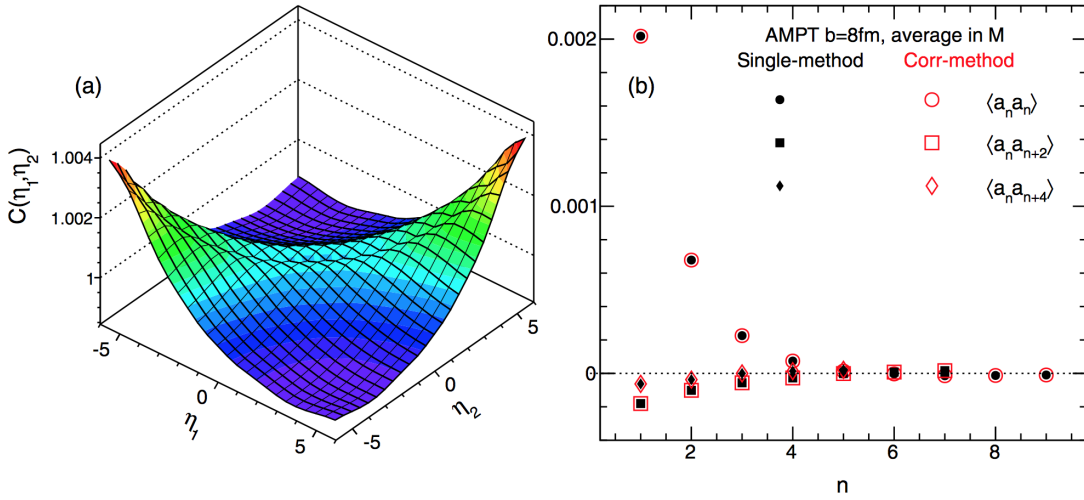 (a)
C(η₁,η₂)
1.004
1.002
1
-5
0
5
η₁
-5
0
5
η₂
(b)
AMPT b=8fm, average in M
Single-method Corr-method
⟨aₙaₙ⟩
⟨aₙaₙ₊₂⟩
⟨aₙaₙ₊₄⟩
0.002
0.001
0
2 4 6 8
n